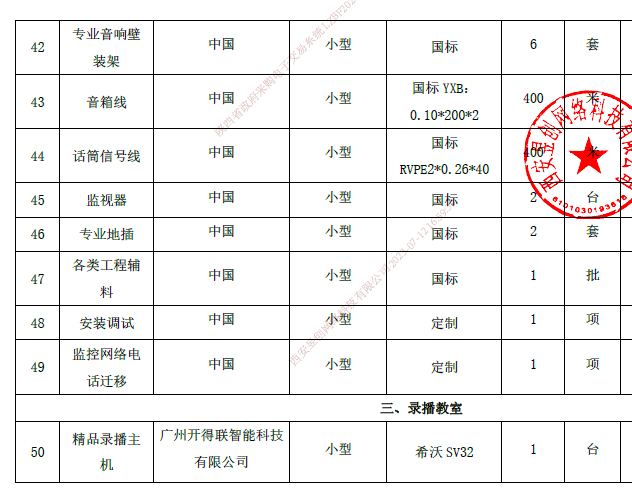 42 专业音响壁装架 中国 小型 国标 6 套
43 音箱线 中国 小型 国标 YXB：0.10*200*2 400 米
44 话筒信号线 中国 小型 国标 RVPE2*0.26*40 400 米
45 监视器 中国 小型 国标 2 台
46 专业地插 中国 小型 国标 2 套
47 各类工程辅料 中国 小型 国标 1 批
48 安装调试 中国 小型 定制 1 项
49 监控网络电话迁移 中国 小型 定制 1 项
三、录播教室
50 精品录播主机 广州开得联智能科技有限公司 小型 希沃 SV32 1 台
6101030193616